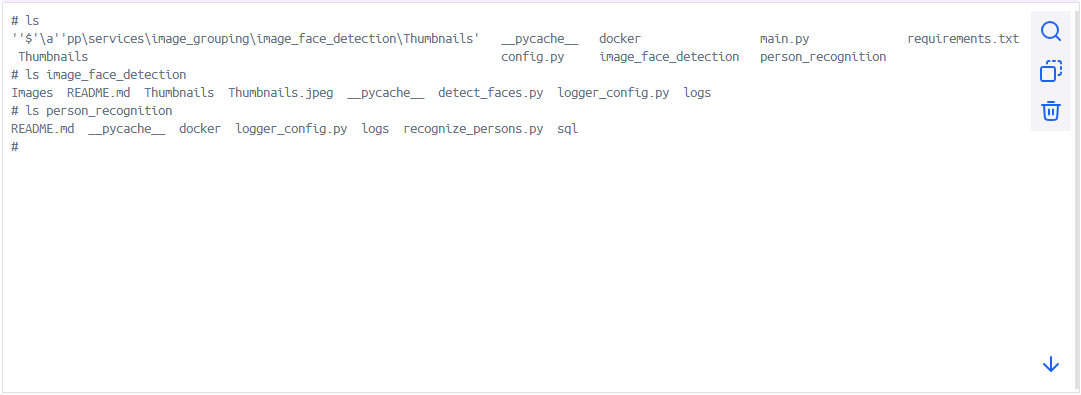 # ls
''$'\a''pp\services\image_grouping\image_face_detection\Thumbnails'   __pycache__   docker                 main.py              requirements.txt
 Thumbnails                                                           config.py     image_face_detection   person_recognition
# ls image_face_detection
Images  README.md  Thumbnails  Thumbnails.jpeg  __pycache__  detect_faces.py  logger_config.py  logs
# ls person_recognition
README.md  __pycache__  docker  logger_config.py  logs  recognize_persons.py  sql
#